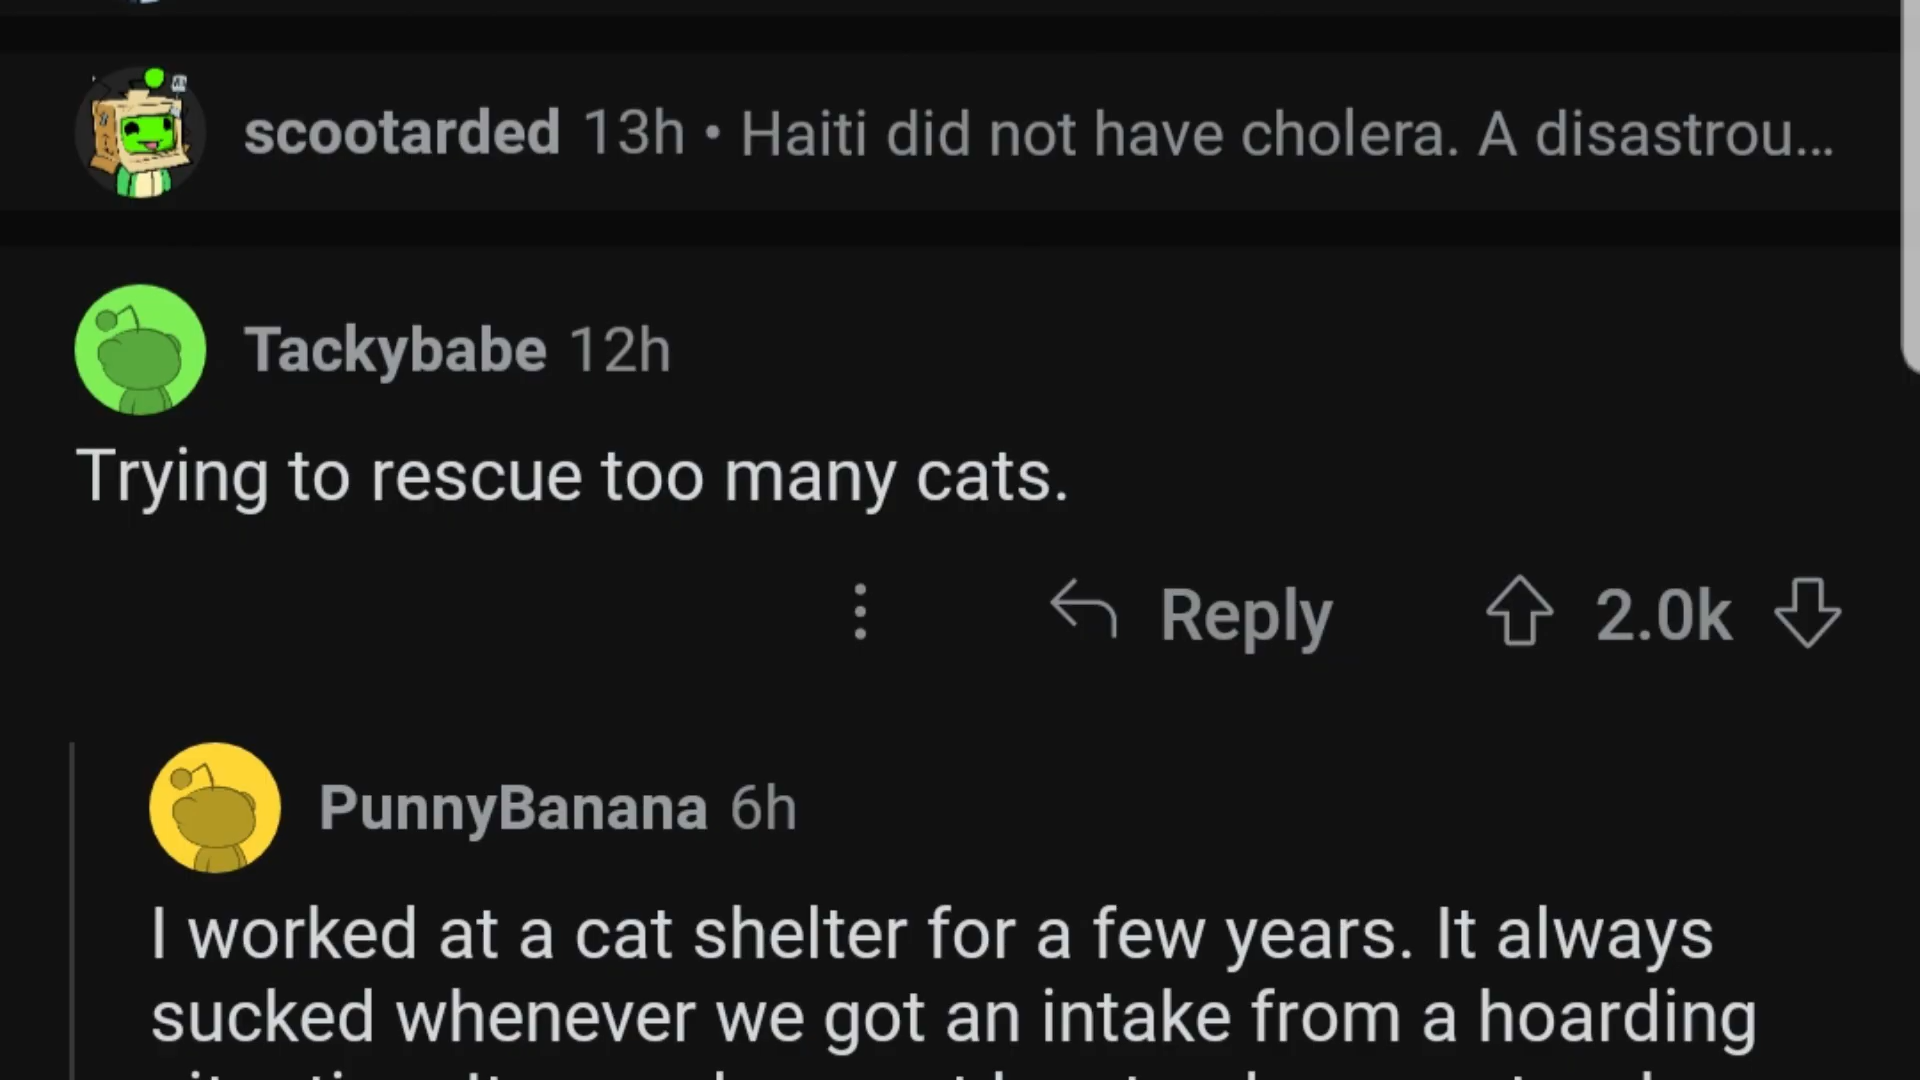 scootarded 13h • Haiti did not have cholera. A disastrou...
Tackybabe 12h
Trying to rescue too many cats.
Reply 2.0k
PunnyBanana 6h
I worked at a cat shelter for a few years. It always
sucked whenever we got an intake from a hoarding